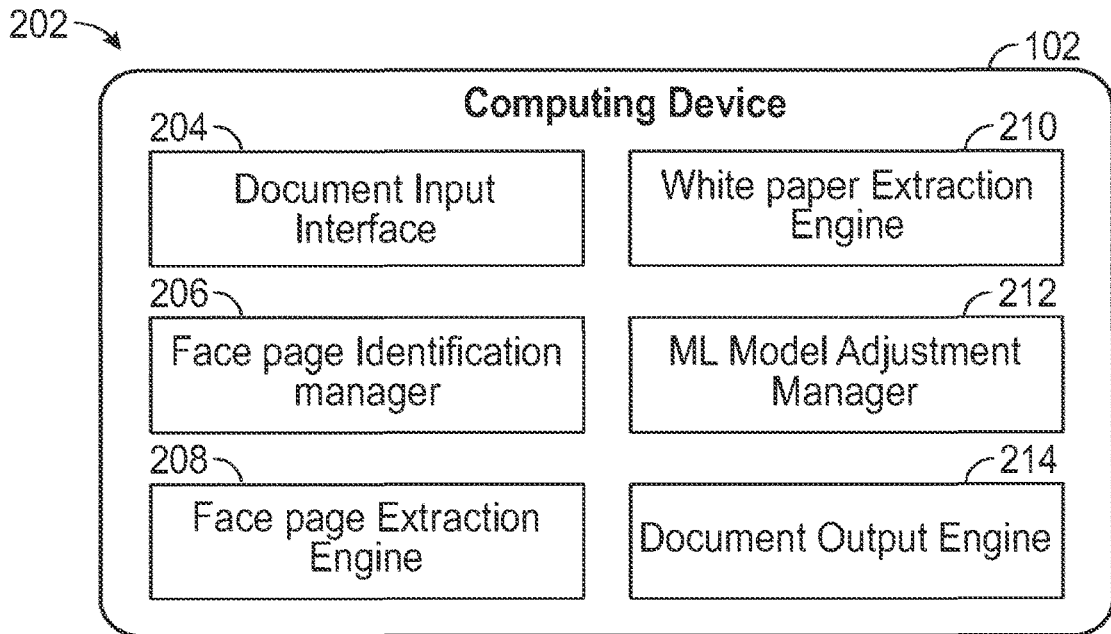 202
102
Computing Device
204
Document Input
Interface
210
White paper Extraction
Engine
206
Face page Identification
manager
212
ML Model Adjustment
Manager
208
Face page Extraction
Engine
214
Document Output Engine